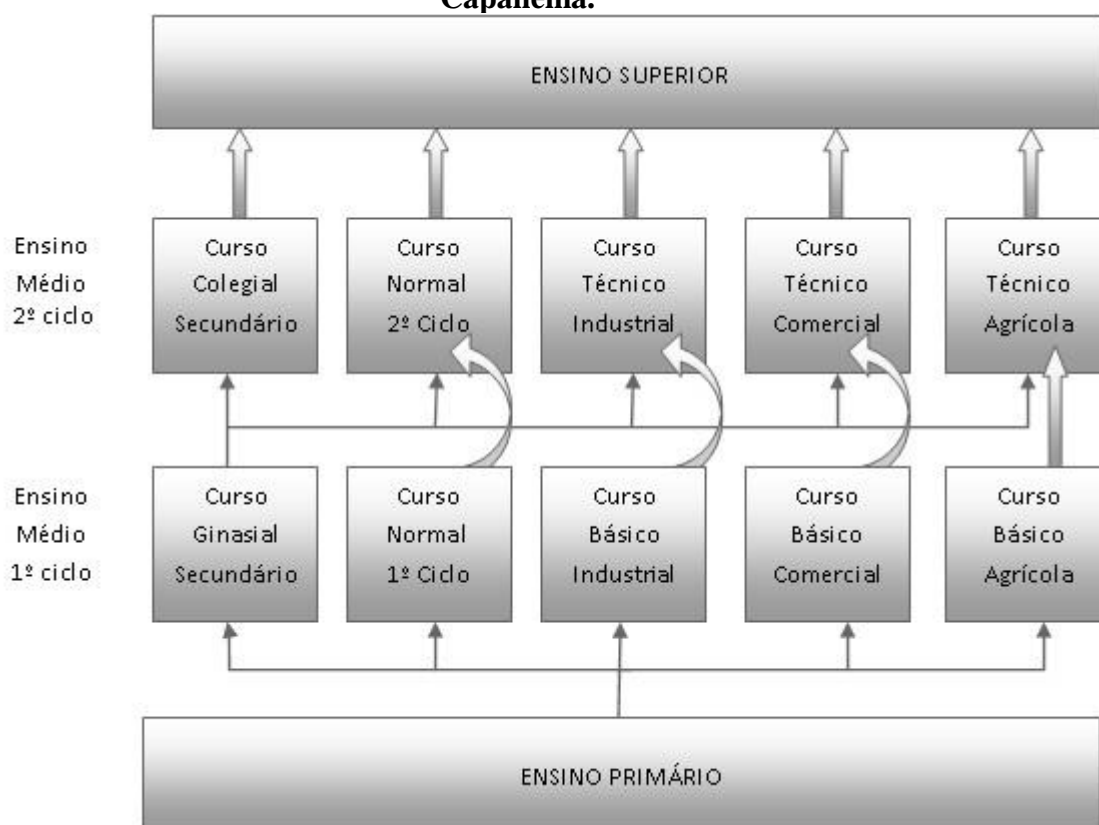 Capanema.
ENSINO SUPERIOR
Ensino
Médio
2º ciclo
Curso
Colegial
Secundário
Curso
Normal
2º Ciclo
Curso
Técnico
Industrial
Curso
Técnico
Comercial
Curso
Técnico
Agrícola
Ensino
Médio
1º ciclo
Curso
Ginasial
Secundário
Curso
Normal
1º Ciclo
Curso
Básico
Industrial
Curso
Básico
Comercial
Curso
Básico
Agrícola
ENSINO PRIMÁRIO